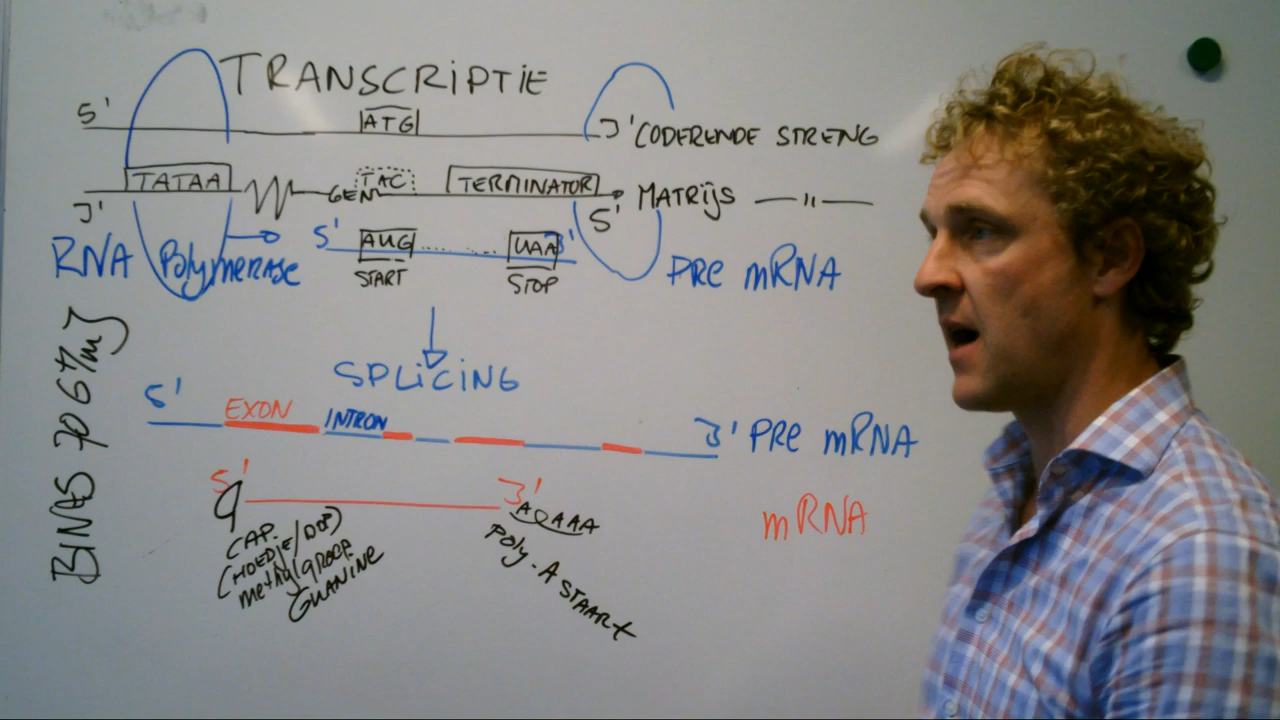 TRANSCRIPTIE
5' ATG 3' CODERENDE STRENG
TATAA GEN TAC TERMINATOR MATRIJS — " —
3' 5'
RNA Polymerase 5' AUG ........ UAA 3' PRE mRNA
START STOP
SPLICING
5' EXON INTRON 3' PRE mRNA
5' 3' AAAAA mRNA
CAP.
(HOEDJE/DOP)
methylgroep
GUANINE
Poly-A STAART
BINAS 70 G t/m J